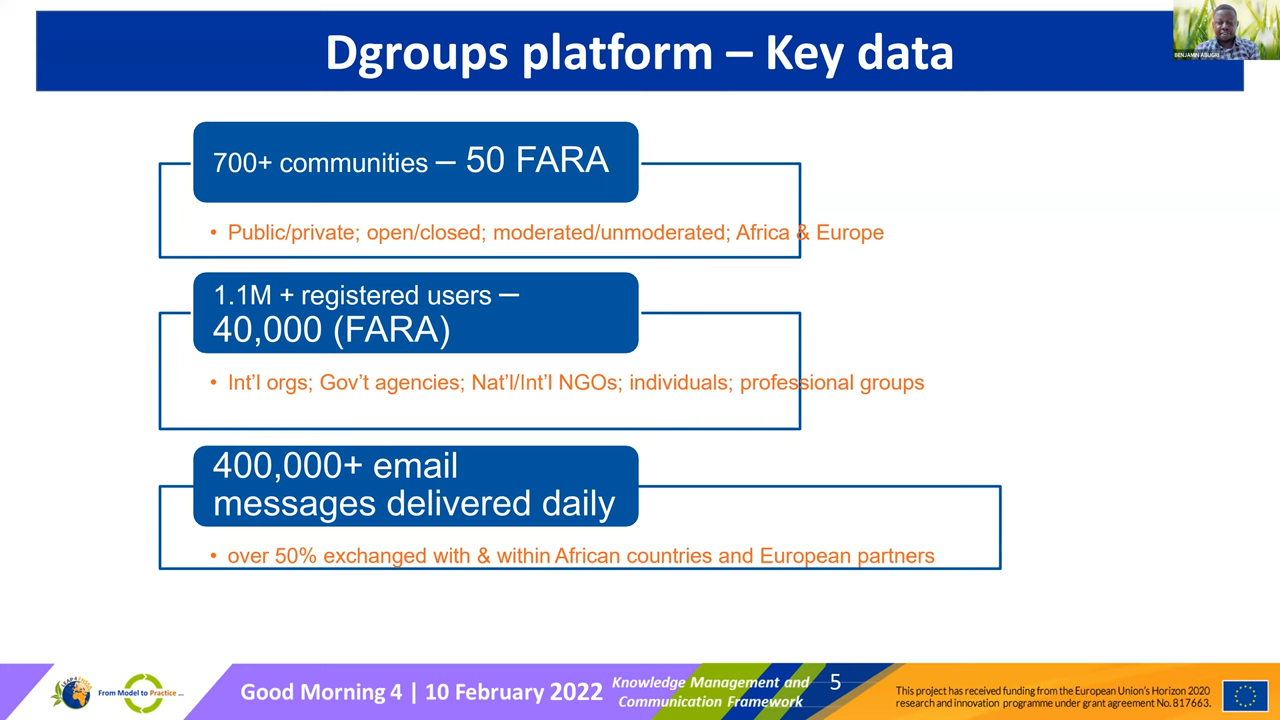 Dgroups platform – Key data
BENJAMIN ABUGRI
700+ communities – 50 FARA
• Public/private; open/closed; moderated/unmoderated; Africa & Europe
1.1M + registered users –
40,000 (FARA)
• Int'l orgs; Gov't agencies; Nat'l/Int'l NGOs; individuals; professional groups
400,000+ email
messages delivered daily
• over 50% exchanged with & within African countries and European partners
From Model to Practice ...
Good Morning 4 | 10 February 2022
Knowledge Management and
Communication Framework
5
This project has received funding from the European Union's Horizon 2020
research and innovation programme under grant agreement No. 817663.